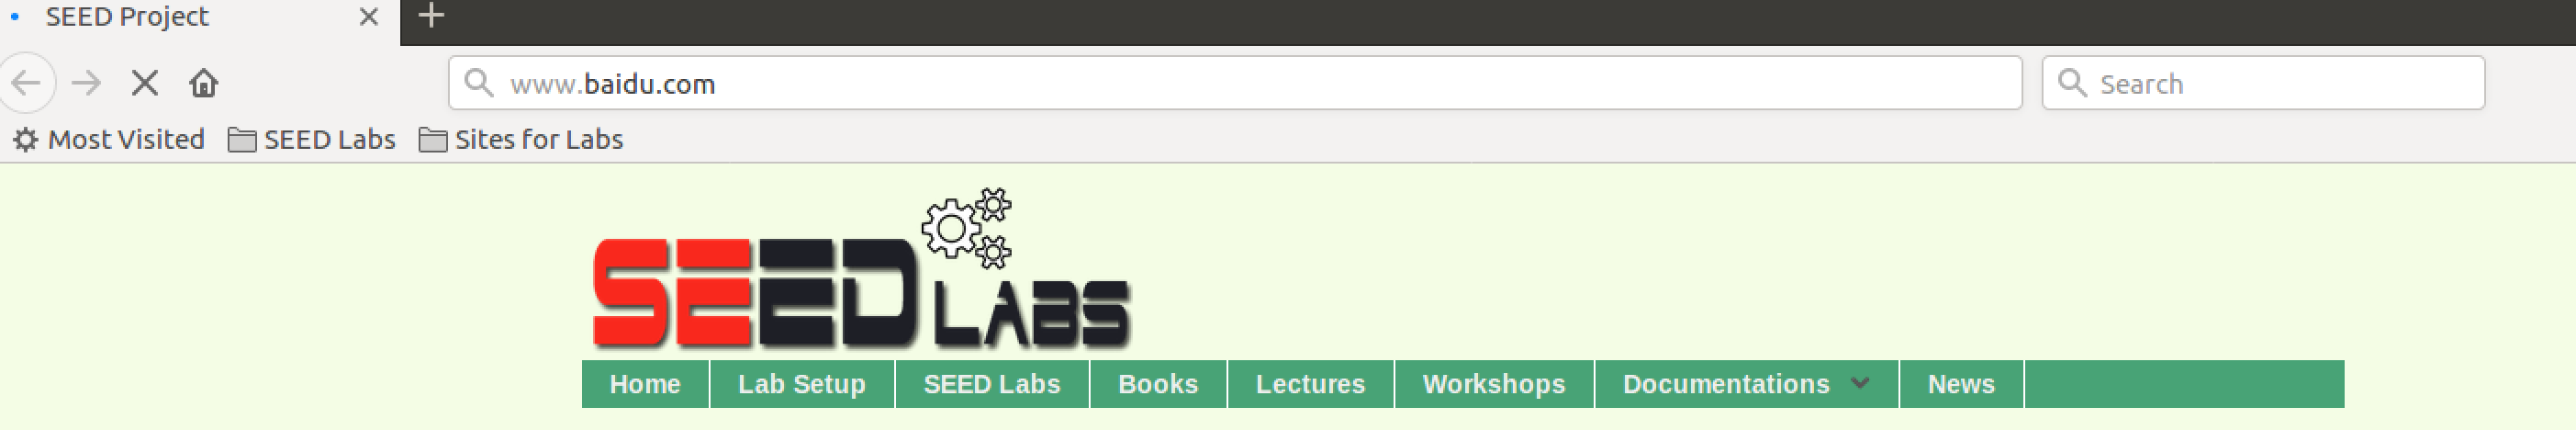 SEED Project
www.baidu.com Search
Most Visited SEED Labs Sites for Labs
SEED LABS
Home Lab Setup SEED Labs Books Lectures Workshops Documentations News